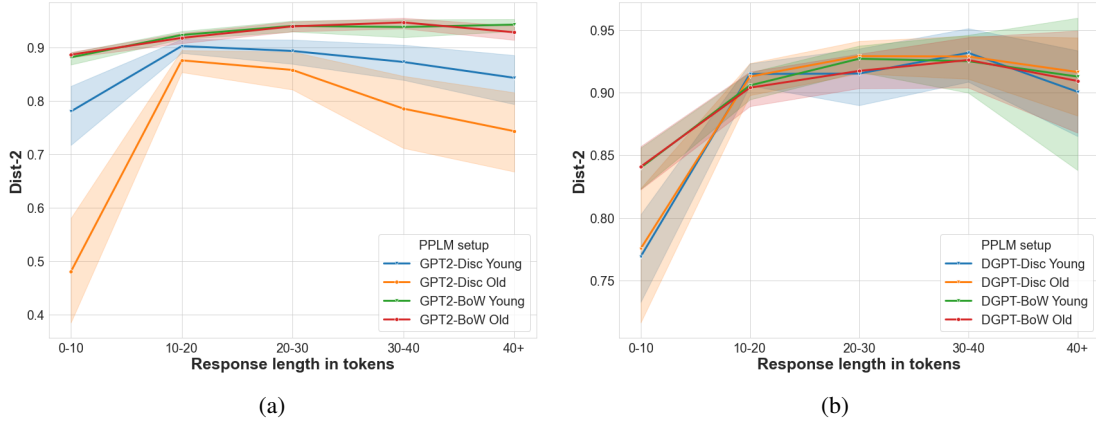 (a)
Dist-2
0.9
0.8
0.7
0.6
0.5
0.4
PPLM setup
GPT2-Disc Young
GPT2-Disc Old
GPT2-BoW Young
GPT2-BoW Old
0-10 10-20 20-30 30-40 40+
Response length in tokens
(a)
(b)
Dist-2
0.95
0.90
0.85
0.80
0.75
PPLM setup
DGPT-Disc Young
DGPT-Disc Old
DGPT-BoW Young
DGPT-BoW Old
0-10 10-20 20-30 30-40 40+
Response length in tokens
(b)